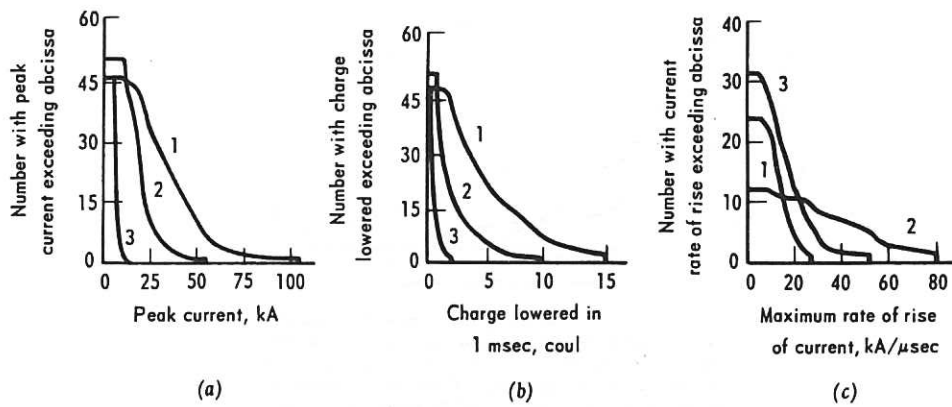 Number with peak
current exceeding abcissa
60
45
30
15
0
1
2
3
0 25 50 75 100
Peak current, kA
(a)
Number with charge
lowered exceeding abcissa
60
45
30
15
0
1
2
3
0 5 10 15
Charge lowered in
1 msec, coul
(b)
Number with current
rate of rise exceeding abcissa
40
30
20
10
0
3
1
2
0 20 40 60 80
Maximum rate of rise
of current, kA/μsec
(c)